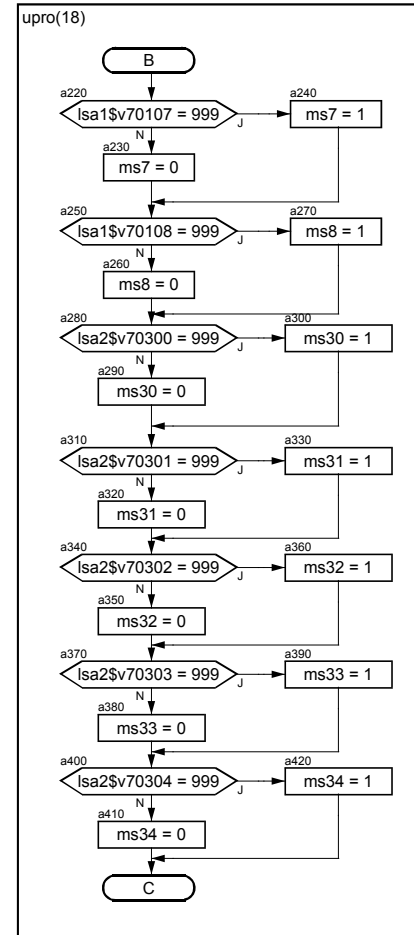 upro(18)
B
a220
lsa1$v70107 = 999
J
N
a240
ms7 = 1
a230
ms7 = 0
a250
lsa1$v70108 = 999
J
N
a270
ms8 = 1
a260
ms8 = 0
a280
lsa2$v70300 = 999
J
N
a300
ms30 = 1
a290
ms30 = 0
a310
lsa2$v70301 = 999
J
N
a330
ms31 = 1
a320
ms31 = 0
a340
lsa2$v70302 = 999
J
N
a360
ms32 = 1
a350
ms32 = 0
a370
lsa2$v70303 = 999
J
N
a390
ms33 = 1
a380
ms33 = 0
a400
lsa2$v70304 = 999
J
N
a420
ms34 = 1
a410
ms34 = 0
C